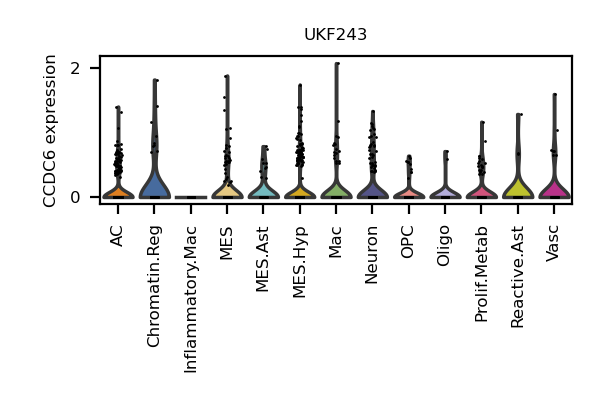 UKF243
CCDC6 expression
2
0
AC
Chromatin.Reg
Inflammatory.Mac
MES
MES.Ast
MES.Hyp
Mac
Neuron
OPC
Oligo
Prolif.Metab
Reactive.Ast
Vasc